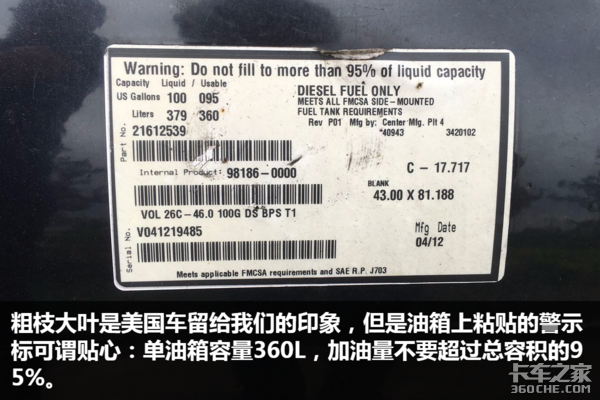 Warning: Do not fill to more than 95% of liquid capacity
Capacity Liquid / Usable
US Gallons 100 095
Liters 379 360
DIESEL FUEL ONLY
MEETS ALL FMCSA SIDE-MOUNTED
FUEL TANK REQUIREMENTS
Rev P01 Mfg by: Center Mfg. Plt 4
*40943 3420102
Part No. 21612539
Internal Product: 98186-0000
C - 17.717
BLANK
43.00 X 81.188
VOL 26C-46.0 100G DS BPS T1
Serial No. V041219485
Mfg Date
04/12
Meets applicable FMCSA requirements and SAE R.P. J703
粗枝大叶是美国车留给我们的印象，但是油箱上粘贴的警示
标可谓贴心：单油箱容量360L，加油量不要超过总容积的9
5%。
卡车之家
360che.com